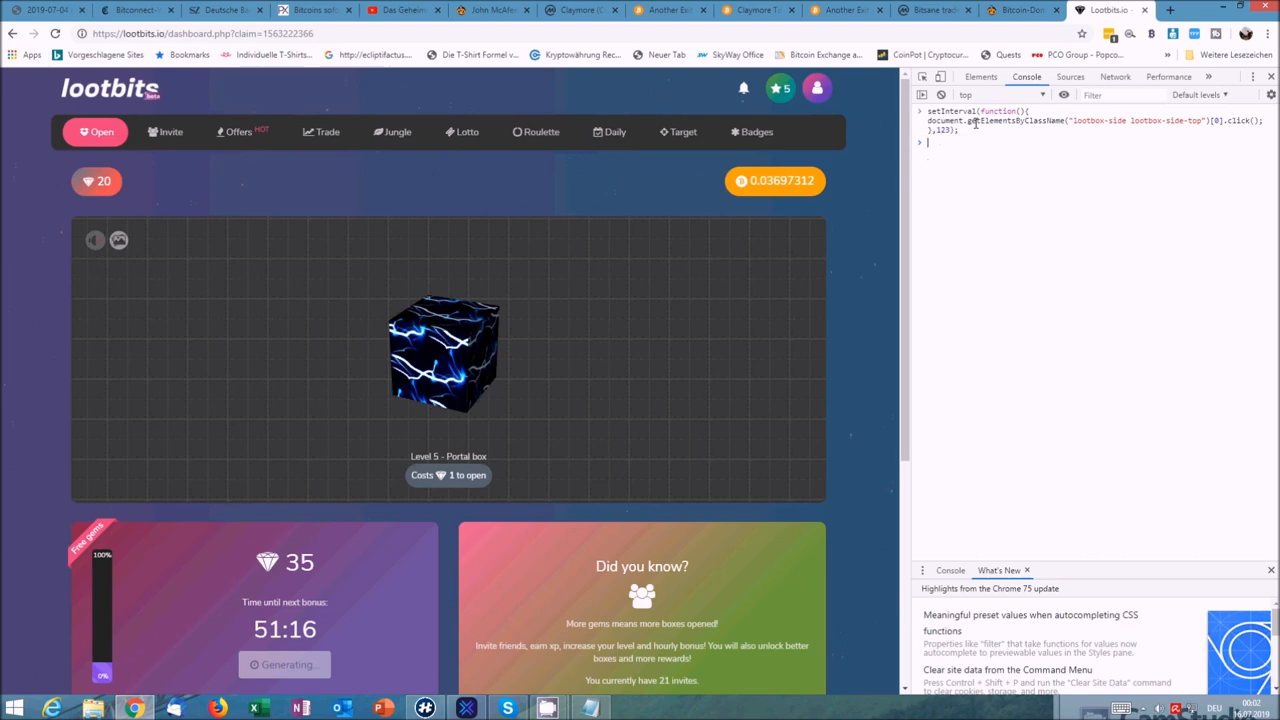 2019-07-04
Bitconnect-V
Deutsche Bo
Bitcoins sofo
Das Geheim
John McAfe
Claymore (D
Another Exit
Claymore Ta
Another Exit
Bitsane trad
Bitcoin-Don
Lootbits.io
https://lootbits.io/dashboard.php?claim=1563222366
Apps
Vorgeschlagene Sites
Bookmarks
Individuelle T-Shirts...
http://ecliptifactus...
Die T-Shirt Formel v...
Kryptowährung Rec...
Neuer Tab
SkyWay Office
Bitcoin Exchange a...
CoinPot | Cryptocur...
Quests
PCO Group - Popco...
»
Weitere Lesezeichen
lootbits
beta
5
Open
Invite
Offers HOT
Trade
Jungle
Lotto
Roulette
Daily
Target
Badges
20
0.03697312
Level 5 - Portal box
Costs 1 to open
Free gems
100%
0%
35
Time until next bonus:
51:16
Generating...
Did you know?
More gems means more boxes opened!
Invite friends, earn xp, increase your level and hourly bonus! You will also unlock better
boxes and more rewards!
You currently have 21 invites.
Elements Console Sources Network Performance »
top Filter Default levels
> setInterval(function(){
document.getElementsByClassName("lootbox-side lootbox-side-top")[0].click();
},123);
>
Console What's New
Highlights from the Chrome 75 update
Meaningful preset values when autocompleting CSS
functions
Properties like "filter" that take functions for values now
autocomplete to previewable values in the Styles pane.
Clear site data from the Command Menu
Press Control + Shift + P and run the "Clear Site Data" command
to clear cookies, storage, and more.
DEU
00:02
16.07.2019